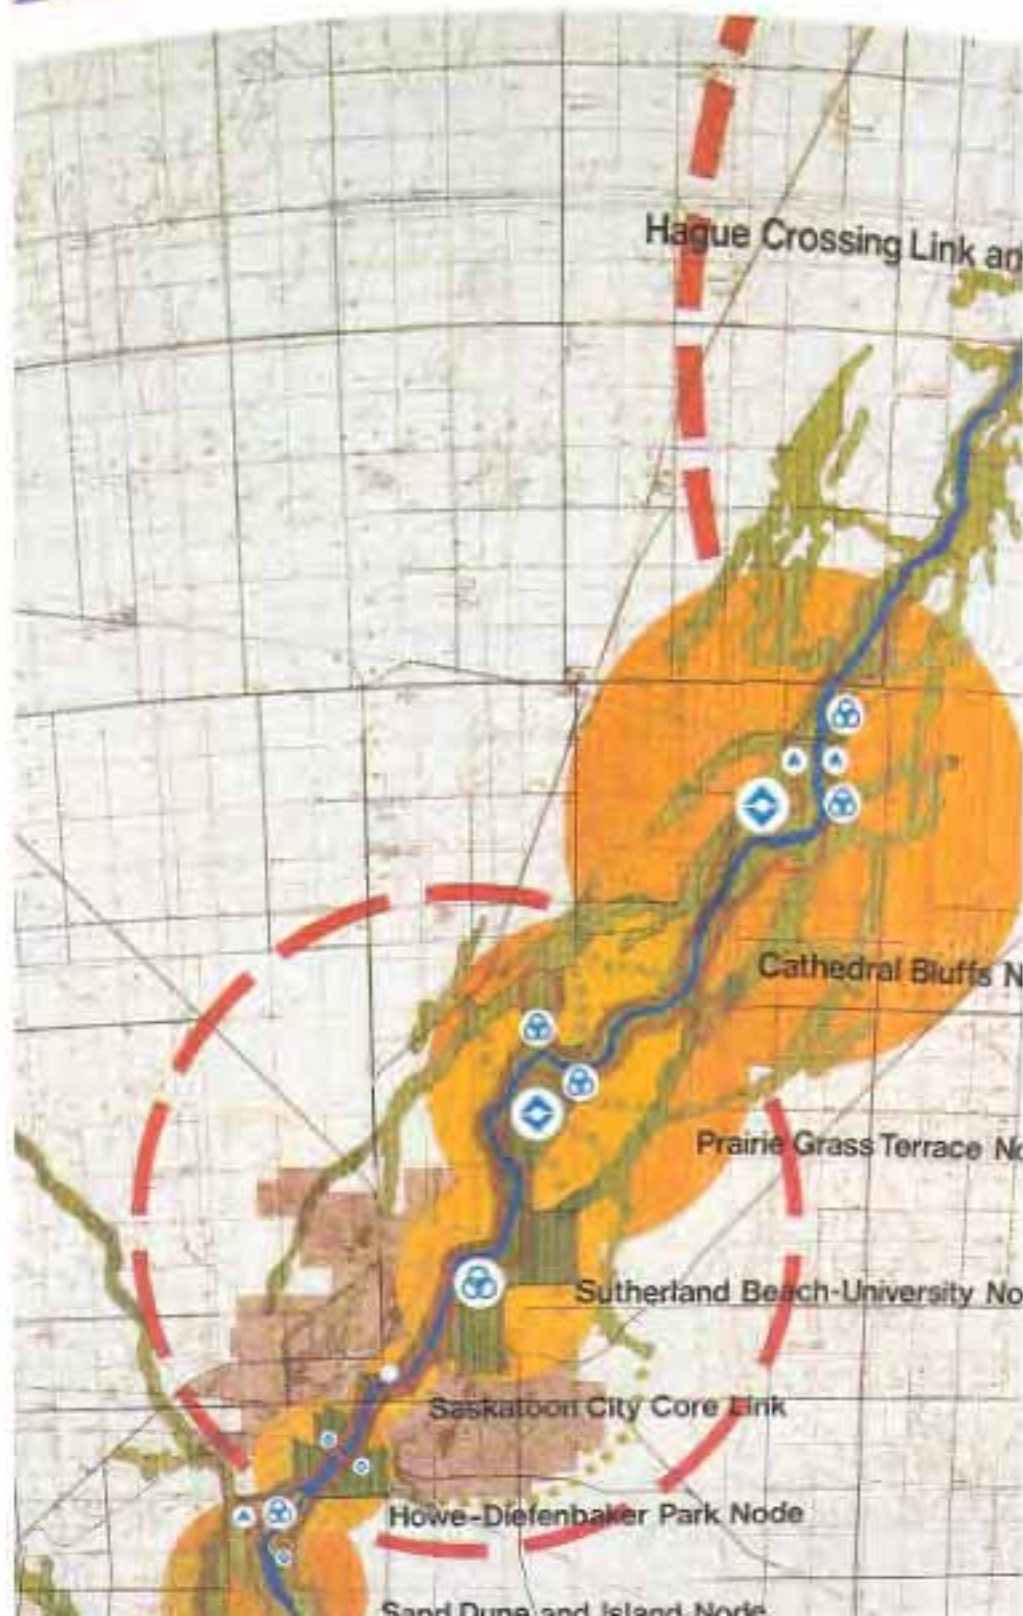 Hague Crossing Link an
Cathedral Bluffs N
Prairie Grass Terrace No
Sutherland Beach-University No
Saskatoon City Core Link
Howe-Diefenbaker Park Node
Sand Dune and Island Node